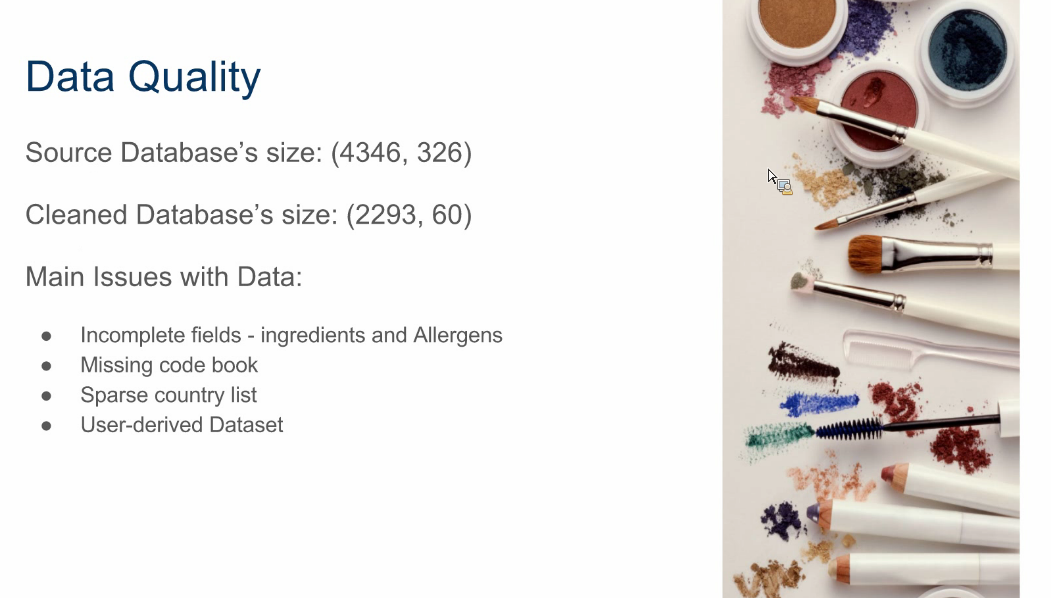 Data Quality
Source Database’s size: (4346, 326)
Cleaned Database’s size: (2293, 60)
Main Issues with Data:
● Incomplete fields - ingredients and Allergens
● Missing code book
● Sparse country list
● User-derived Dataset